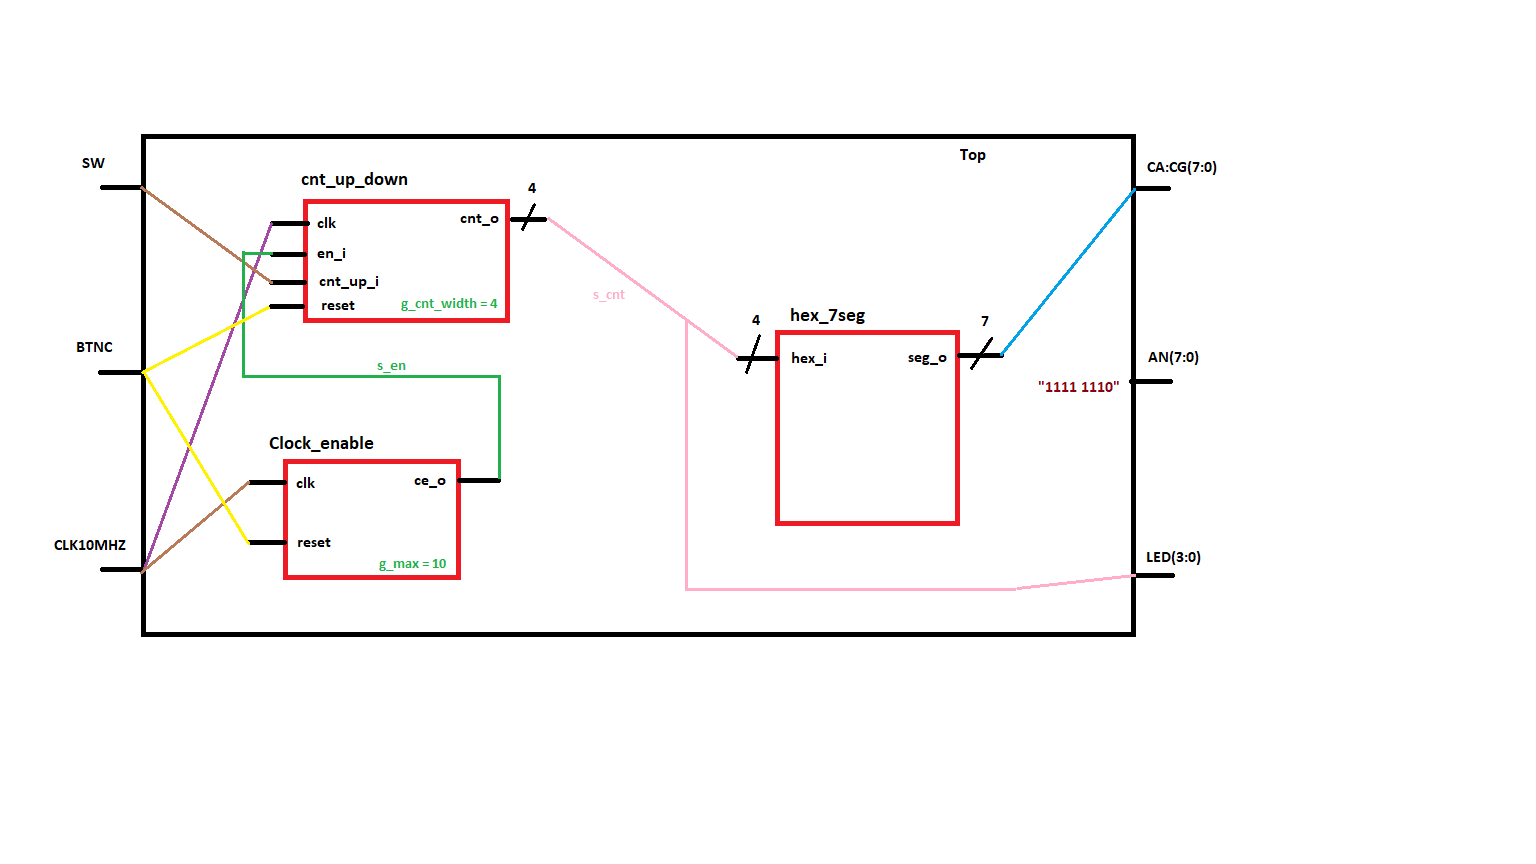 Top
SW
CA:CG(7:0)
cnt_up_down
4
clk
cnt_o
en_i
cnt_up_i
reset
g_cnt_width = 4
s_cnt
BTNC
s_en
4
hex_7seg
7
hex_i
seg_o
AN(7:0)
"1111 1110"
Clock_enable
clk
ce_o
reset
g_max = 10
CLK10MHZ
LED(3:0)